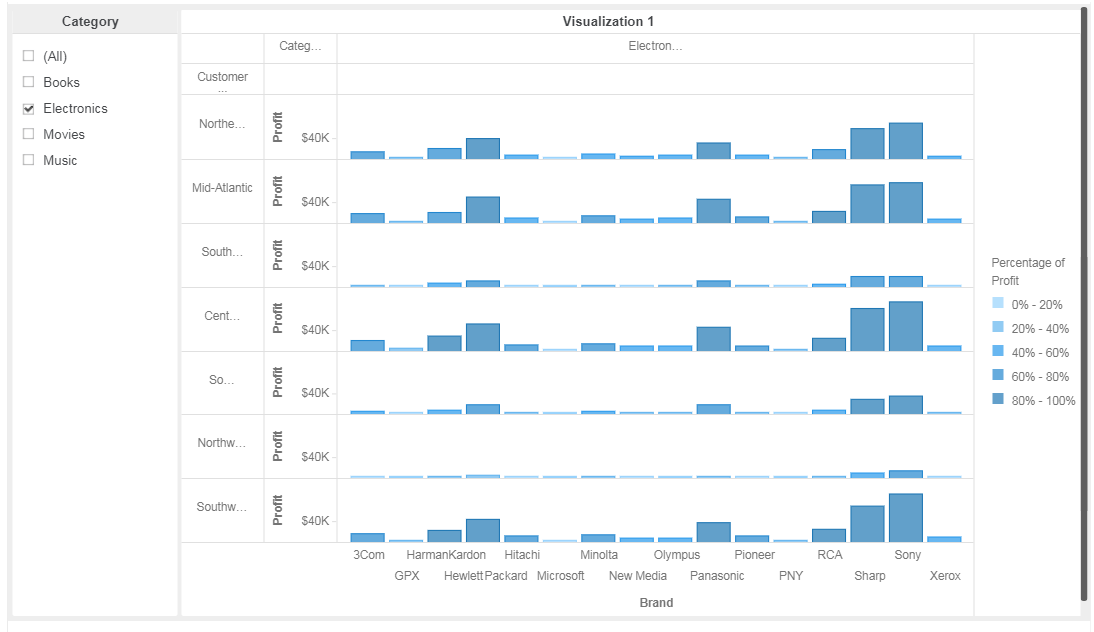 Category
(All)
Books
Electronics
Movies
Music
Visualization 1
Categ...
Electron...
Customer
...
Northe...
Profit
$40K
Mid-Atlantic
Profit
$40K
South...
Profit
$40K
Cent...
Profit
$40K
So...
Profit
$40K
Northw...
Profit
$40K
Southw...
Profit
$40K
3Com HarmanKardon Hitachi Minolta Olympus Pioneer RCA Sony
GPX Hewlett Packard Microsoft New Media Panasonic PNY Sharp Xerox
Brand
Percentage of
Profit
0% - 20%
20% - 40%
40% - 60%
60% - 80%
80% - 100%